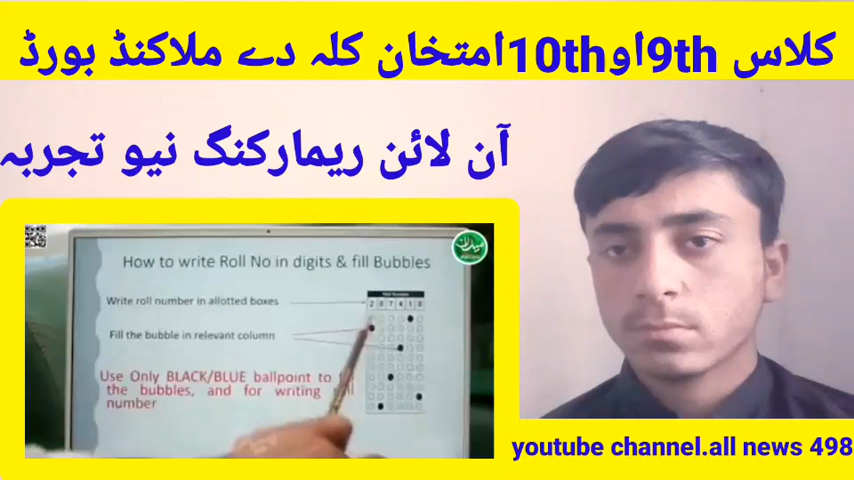 کلاس 9thاو10thامتخان کلہ دے ملاکنڈ بورڈ
آن لائن ریمارکنگ نیو تجربہ
How to write Roll No in digits & fill Bubbles
Write roll number in allotted boxes
Fill the bubble in relevant column
Use Only BLACK/BLUE ballpoint to
the bubbles, and for writing
number
youtube channel.all news 498